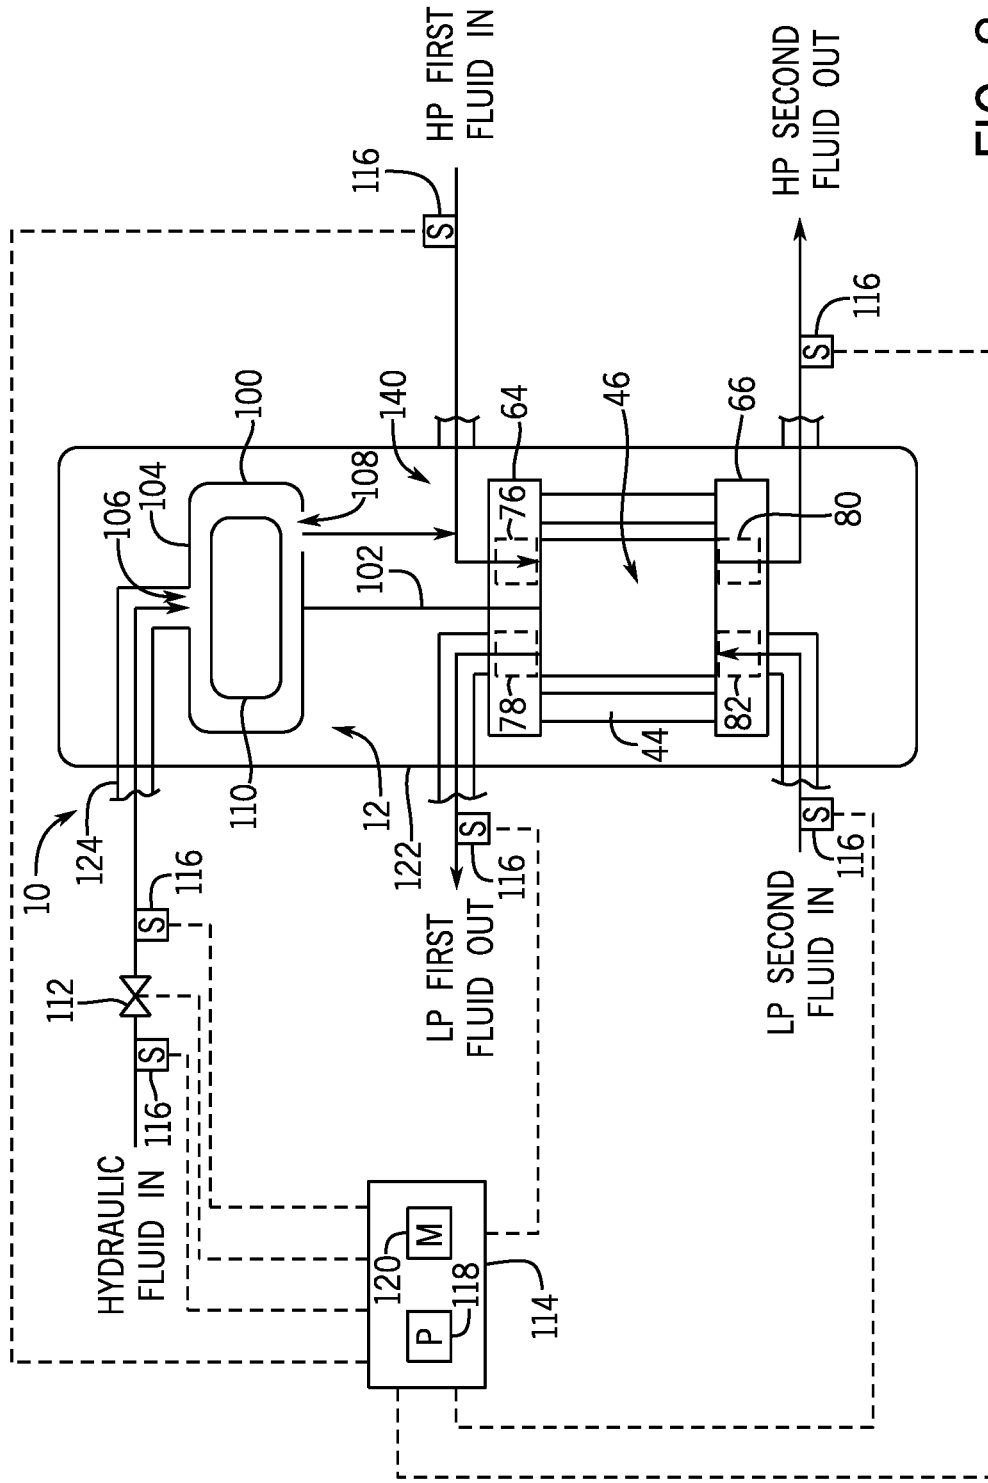 10
112
124
106
104
HYDRAULIC
FLUID IN
116
S
S
116
110
100
120
P
M
118
12
102
108
140
116
S
122
HP FIRST
FLUID IN
LP FIRST
FLUID OUT
S
116
114
78
76
64
44
46
82
80
66
LP SECOND
FLUID IN
S
116
HP SECOND
FLUID OUT
S
116
FIG.